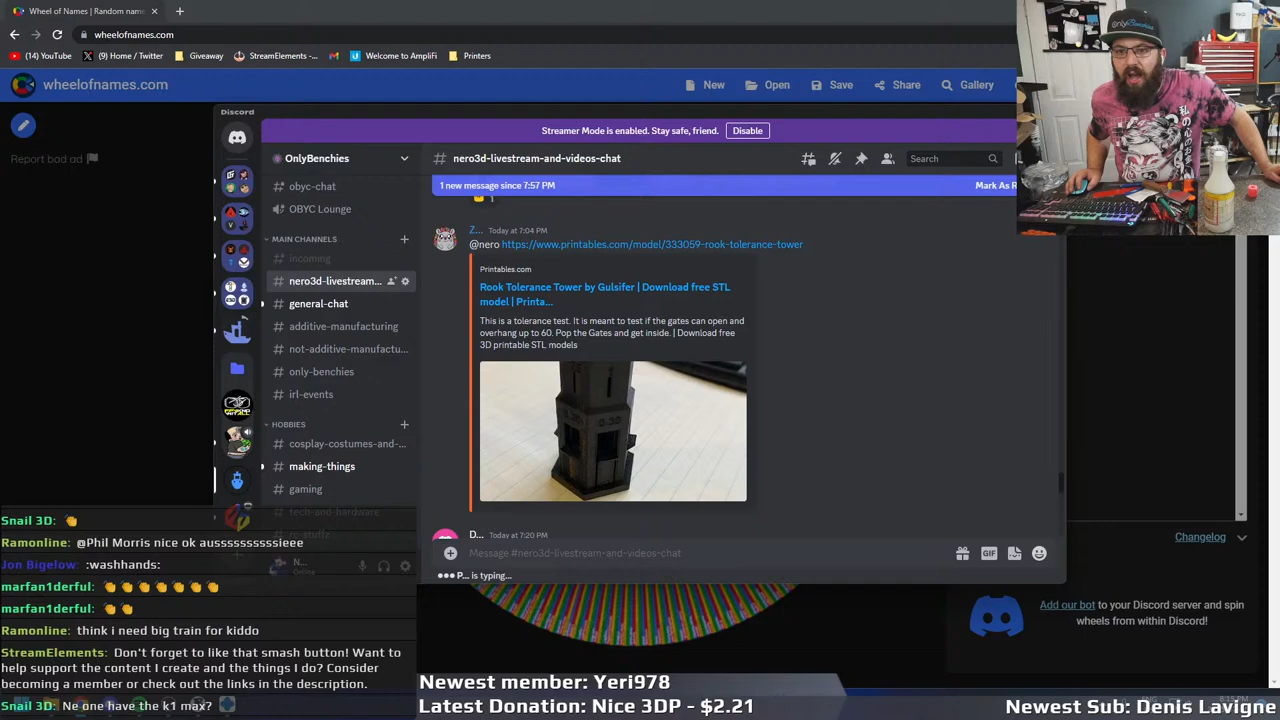 Wheel of Names | Random nam
wheelofnames.com
(14) YouTube
(9) Home / Twitter
Giveaway
StreamElements -...
Welcome to AmpliFi
Printers
wheelofnames.com
New
Open
Save
Share
Gallery
Report bad ad
Discord
Streamer Mode is enabled. Stay safe, friend.
Disable
OnlyBenchies
# nero3d-livestream-and-videos-chat
Search
1 new message since 7:57 PM
Mark As R
obyc-chat
OBYC Lounge
MAIN CHANNELS
# incoming
# nero3d-livestream...
# general-chat
# additive-manufacturing
# not-additive-manufactu...
# only-benchies
# irl-events
HOBBIES
# cosplay-costumes-and-...
# making-things
# gaming
# tech-and-hardware
1
Z... Today at 7:04 PM
@nero https://www.printables.com/model/333059-rook-tolerance-tower
Printables.com
Rook Tolerance Tower by Gulsifer | Download free STL
model | Printa...
This is a tolerance test. It is meant to test if the gates can open and
overhang up to 60. Pop the Gates and get inside. | Download free
3D printable STL models
D... Today at 7:20 PM
Message #nero3d-livestream-and-videos-chat
GIF
P... is typing...
N...
Online
Changelog
Add our bot to your Discord server and spin
wheels from within Discord!
Snail 3D: 👏
Ramonline: @Phil Morris nice ok aussssssssssieee
Jon Bigelow: :washhands:
marfan1derful: 👏 👏 👏 👏 👏 👏
marfan1derful: 👏 👏
Ramonline: think i need big train for kiddo
StreamElements: Don't forget to like that smash button! Want to
help support the content I create and the things I do? Consider
becoming a member or check out the links in the description.
Snail 3D: Ne one have the k1 max?
Newest member: Yeri978
Latest Donation: Nice 3DP - $2.21
Newest Sub: Denis Lavigne
8:15 PM